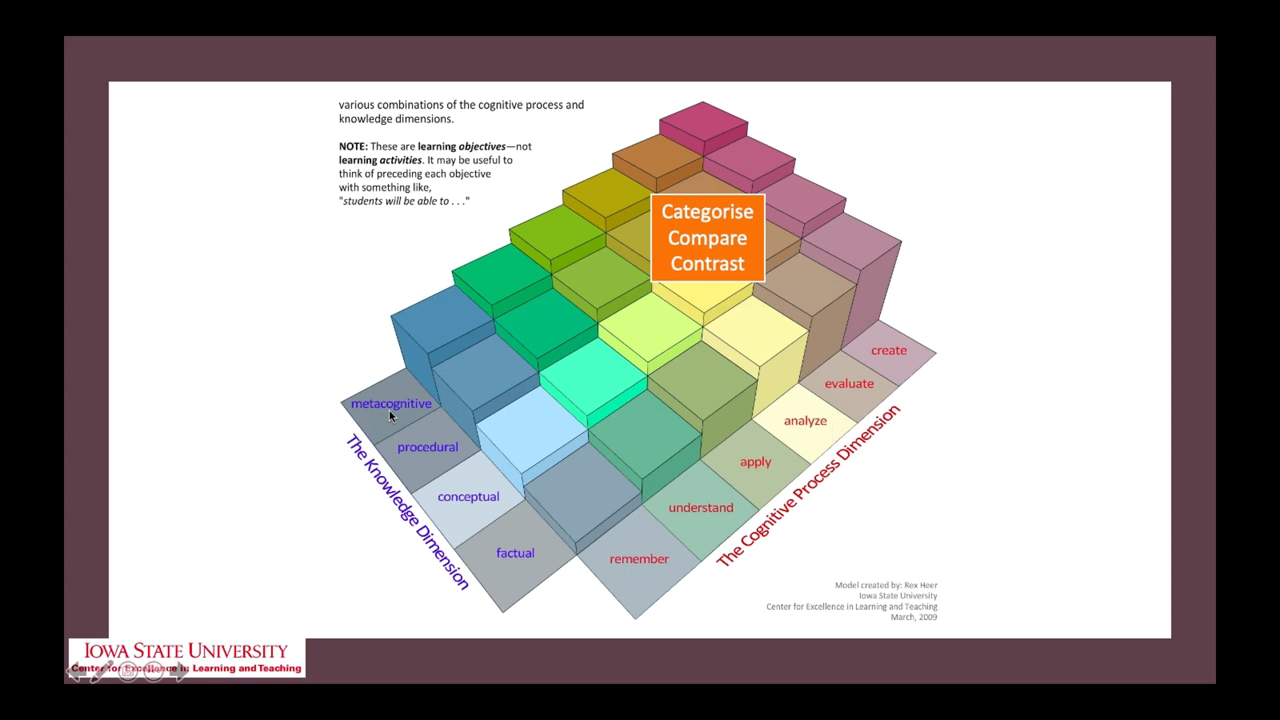 various combinations of the cognitive process and
knowledge dimensions.
NOTE: These are learning objectives—not
learning activities. It may be useful to
think of preceding each objective
with something like,
"students will be able to . . ."
Categorise
Compare
Contrast
create
evaluate
analyze
apply
understand
remember
metacognitive
procedural
conceptual
factual
The Knowledge Dimension
The Cognitive Process Dimension
Model created by: Rex Heer
Iowa State University
Center for Excellence in Learning and Teaching
March, 2009
IOWA STATE UNIVERSITY
Center for Excellence in Learning and Teaching